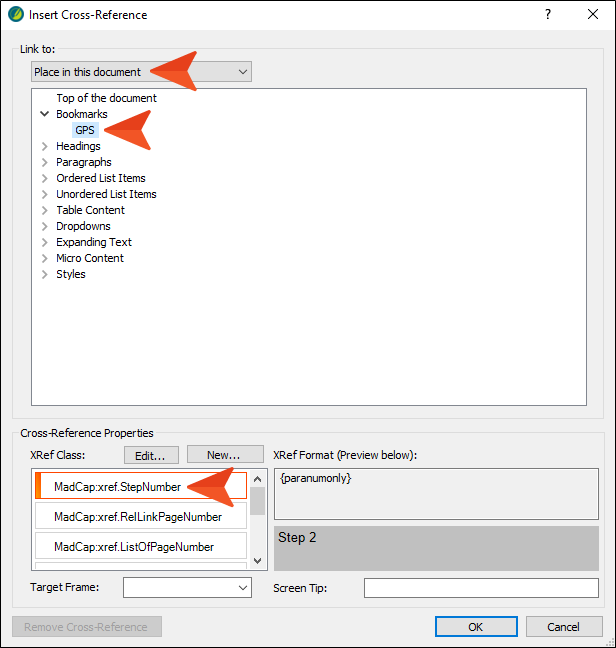 Insert Cross-Reference
?
Link to:
Place in this document
Top of the document
Bookmarks
GPS
Headings
Paragraphs
Ordered List Items
Unordered List Items
Table Content
Dropdowns
Expanding Text
Micro Content
Styles
Cross-Reference Properties
XRef Class:
Edit...
New...
XRef Format (Preview below):
MadCap:xref.StepNumber
{paranumonly}
MadCap:xref.RelLinkPageNumber
Step 2
MadCap:xref.ListOfPageNumber
Target Frame:
Screen Tip:
Remove Cross-Reference
OK
Cancel